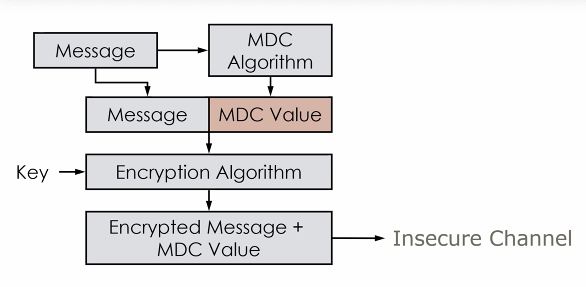 Message
MDC
Algorithm
Message
MDC Value
Key
Encryption Algorithm
Encrypted Message +
MDC Value
Insecure Channel